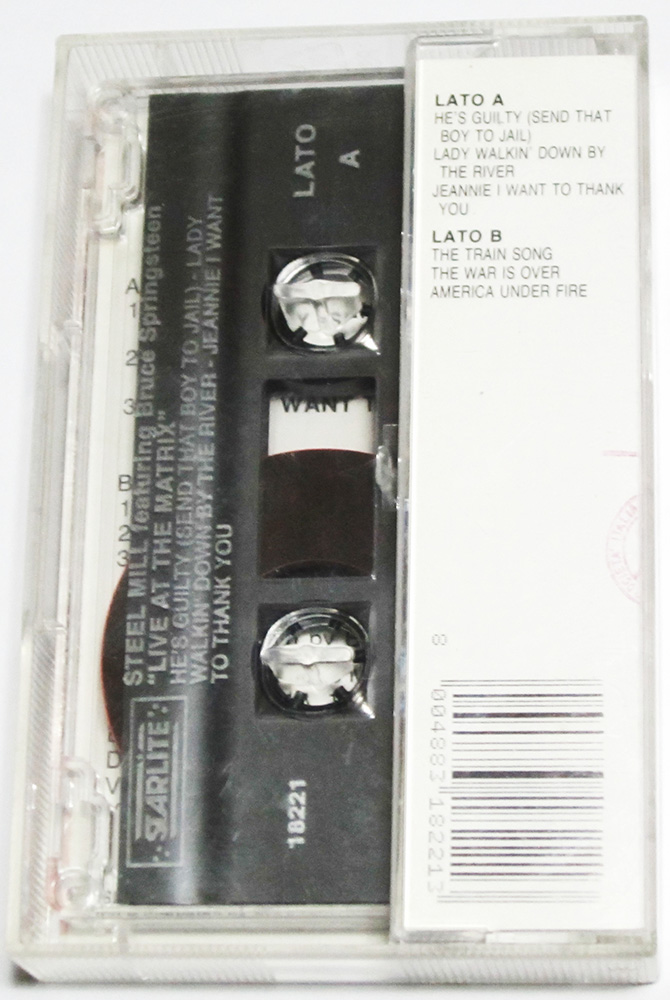 LATO A
HE'S GUILTY (SEND THAT
BOY TO JAIL)
LADY WALKIN' DOWN BY
THE RIVER
JEANNIE I WANT TO THANK
YOU
LATO B
THE TRAIN SONG
THE WAR IS OVER
AMERICA UNDER FIRE
8
004883 182213
LATO
A
WANT T
STEEL MILL featuring Bruce Springsteen
"LIVE AT THE MATRIX"
HE'S GUILTY (SEND THAT BOY TO JAIL) - LADY
WALKIN' DOWN BY THE RIVER - JEANNIE I WANT
TO THANK YOU
STARLITE
18221
A
1
2
3
B
1
2
3